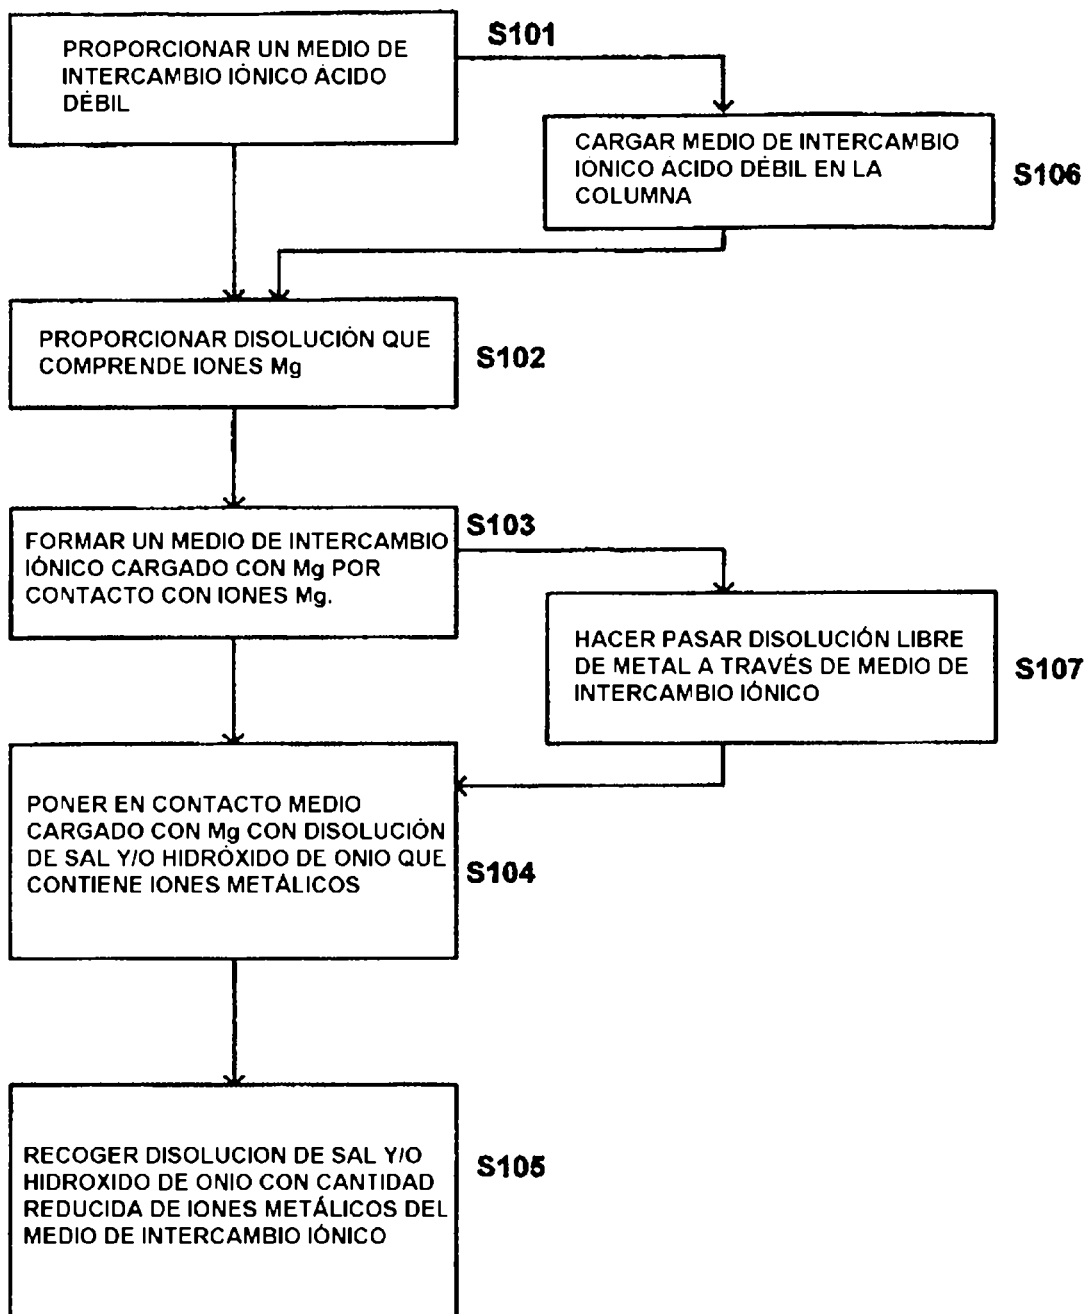 PROPORCIONAR UN MEDIO DE
INTERCAMBIO IÓNICO ÁCIDO
DÉBIL
S101
CARGAR MEDIO DE INTERCAMBIO
IÓNICO ÁCIDO DÉBIL EN LA
COLUMNA
S106
PROPORCIONAR DISOLUCIÓN QUE
COMPRENDE IONES Mg
S102
FORMAR UN MEDIO DE INTERCAMBIO
IÓNICO CARGADO CON Mg POR
CONTACTO CON IONES Mg.
S103
HACER PASAR DISOLUCIÓN LIBRE
DE METAL A TRAVÉS DE MEDIO DE
INTERCAMBIO IÓNICO
S107
PONER EN CONTACTO MEDIO
CARGADO CON Mg CON DISOLUCIÓN
DE SAL Y/O HIDRÓXIDO DE ONIO QUE
CONTIENE IONES METÁLICOS
S104
RECOGER DISOLUCION DE SAL Y/O
HIDROXIDO DE ONIO CON CANTIDAD
REDUCIDA DE IONES METÁLICOS DEL
MEDIO DE INTERCAMBIO IÓNICO
S105